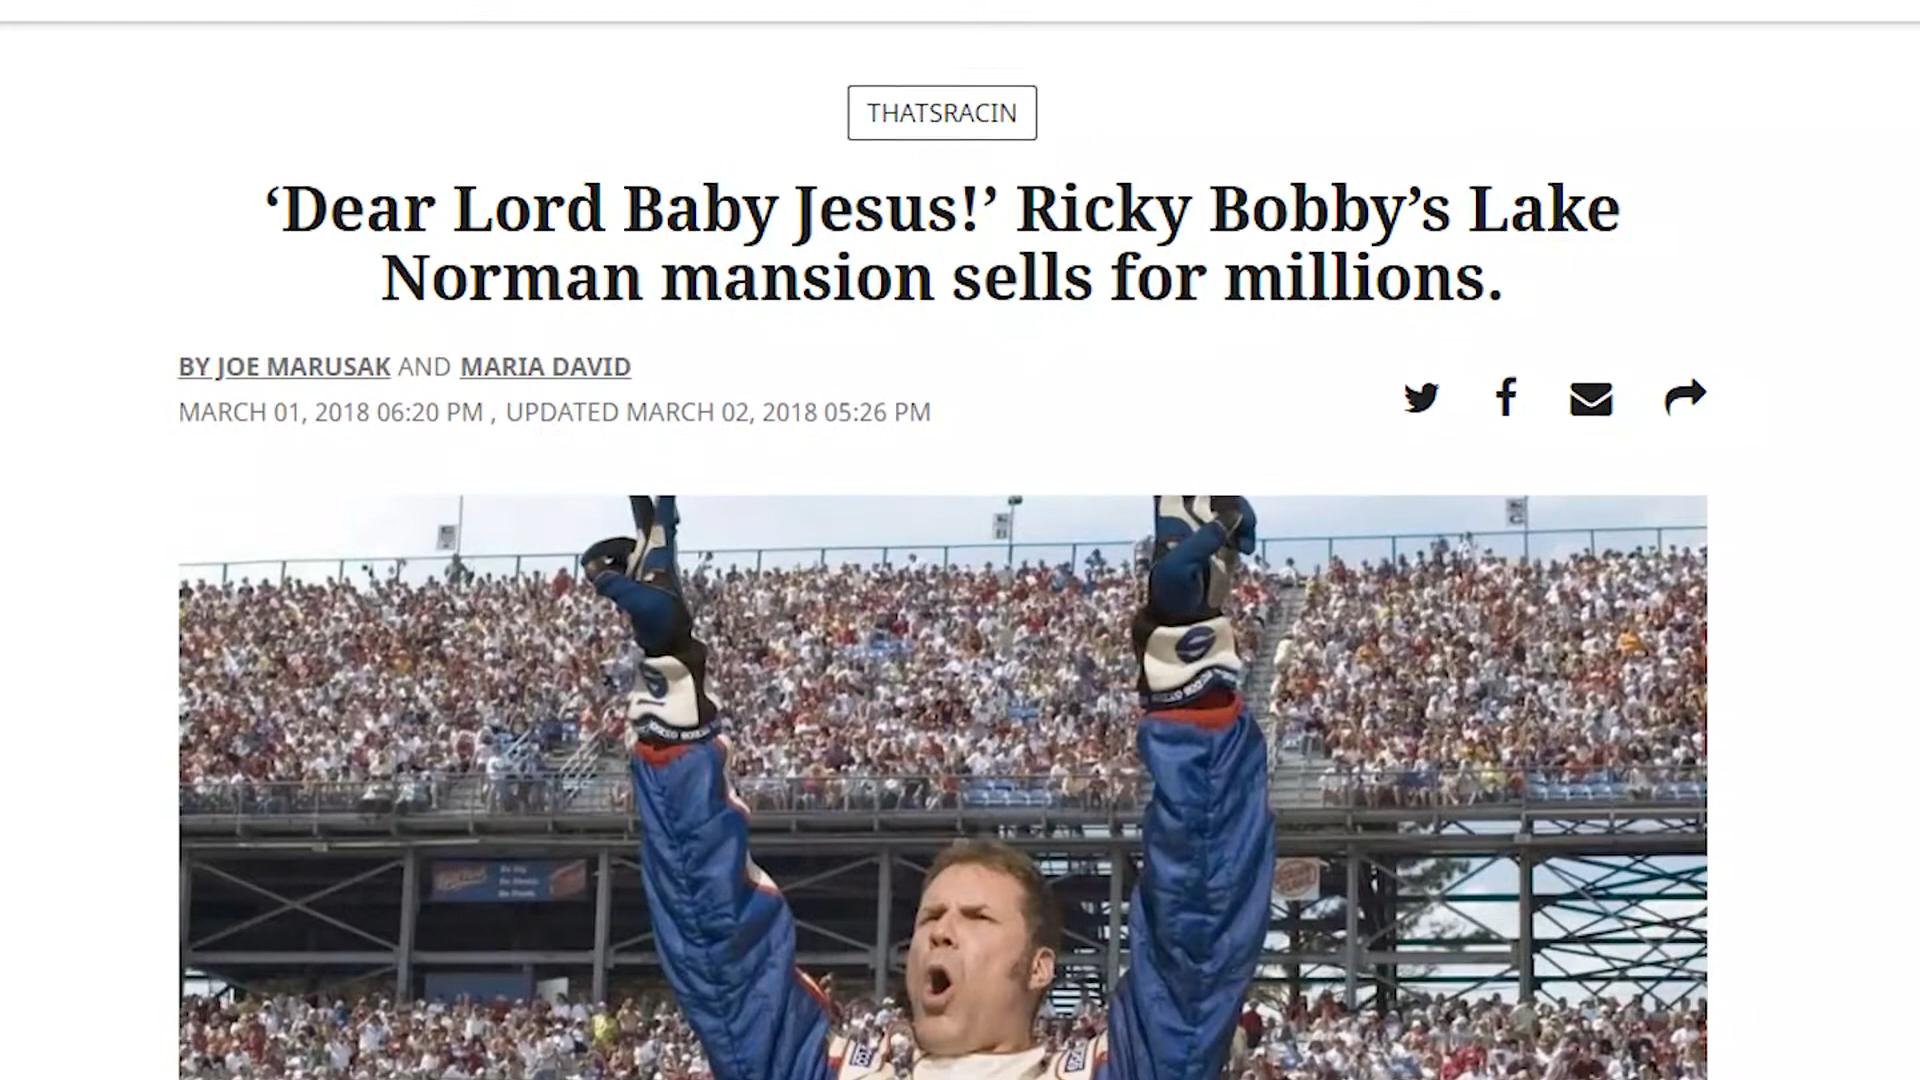 THATSRACIN
‘Dear Lord Baby Jesus!’ Ricky Bobby’s Lake
Norman mansion sells for millions.
BY JOE MARUSAK AND MARIA DAVID
MARCH 01, 2018 06:20 PM , UPDATED MARCH 02, 2018 05:26 PM